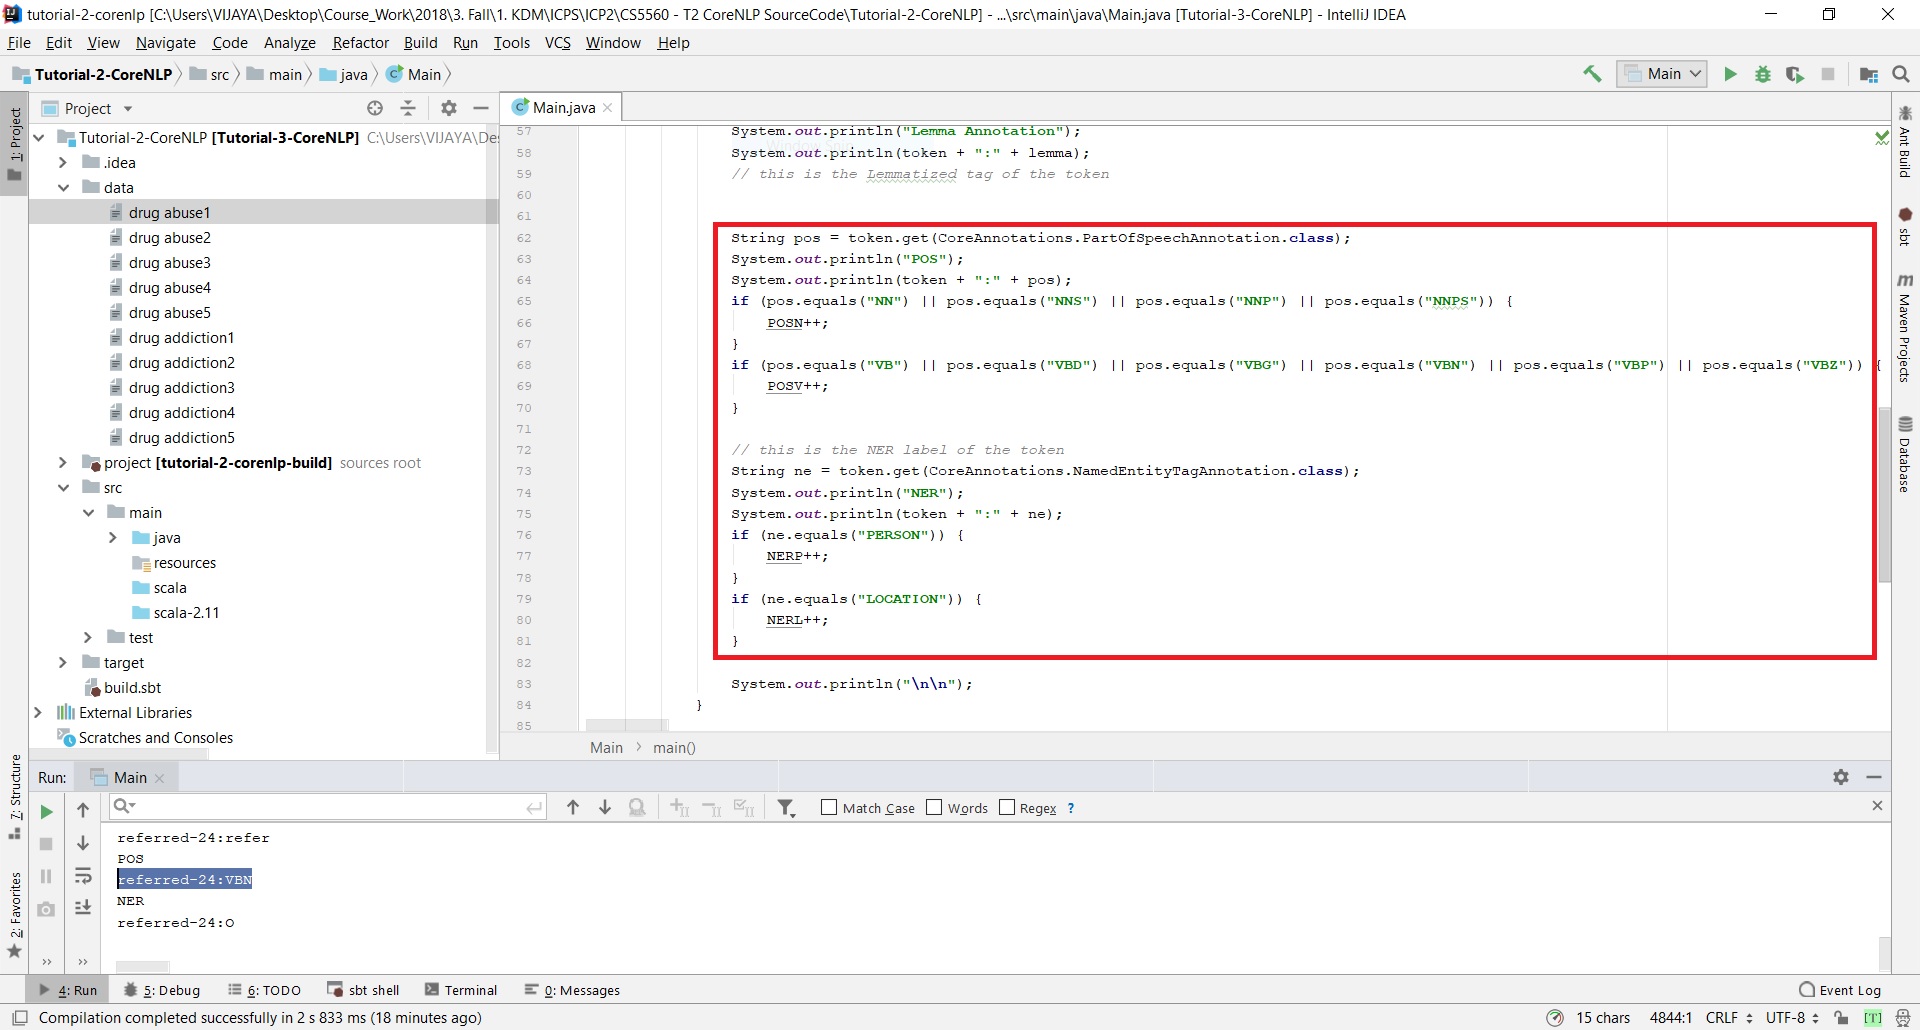 tutorial-2-corenlp [C:\Users\VIJAYA\Desktop\Course_Work\2018\3. Fall\1. KDM\ICPS\ICP2\CS5560 - T2 CoreNLP SourceCode\Tutorial-2-CoreNLP] - ...\src\main\java\Main.java [Tutorial-3-CoreNLP] - IntelliJ IDEA
File Edit View Navigate Code Analyze Refactor Build Run Tools VCS Window Help
Tutorial-2-CoreNLP src main java Main
Main
1: Project
Project
Tutorial-2-CoreNLP [Tutorial-3-CoreNLP] C:\Users\VIJAYA\De
.idea
data
drug abuse1
drug abuse2
drug abuse3
drug abuse4
drug abuse5
drug addiction1
drug addiction2
drug addiction3
drug addiction4
drug addiction5
project [tutorial-2-corenlp-build] sources root
src
main
java
resources
scala
scala-2.11
test
target
build.sbt
External Libraries
Scratches and Consoles
Main.java
57 System.out.println("Lemma Annotation");
58 System.out.println(token + ":" + lemma);
59 // this is the Lemmatized tag of the token
60
61
62 String pos = token.get(CoreAnnotations.PartOfSpeechAnnotation.class);
63 System.out.println("POS");
64 System.out.println(token + ":" + pos);
65 if (pos.equals("NN") || pos.equals("NNS") || pos.equals("NNP") || pos.equals("NNPS")) {
66 POSN++;
67 }
68 if (pos.equals("VB") || pos.equals("VBD") || pos.equals("VBG") || pos.equals("VBN") || pos.equals("VBP") || pos.equals("VBZ")) {
69 POSV++;
70 }
71
72 // this is the NER label of the token
73 String ne = token.get(CoreAnnotations.NamedEntityTagAnnotation.class);
74 System.out.println("NER");
75 System.out.println(token + ":" + ne);
76 if (ne.equals("PERSON")) {
77 NERP++;
78 }
79 if (ne.equals("LOCATION")) {
80 NERL++;
81 }
82
83 System.out.println("\n\n");
84 }
85
Main main()
Ant Build
sbt
Maven Projects
Database
7: Structure
2: Favorites
Run: Main
Match Case Words Regex ?
referred-24:refer
POS
referred-24:VBN
NER
referred-24:O
4: Run 5: Debug 6: TODO sbt shell Terminal 0: Messages Event Log
Compilation completed successfully in 2 s 833 ms (18 minutes ago) 15 chars 4844:1 CRLF UTF-8 [T]